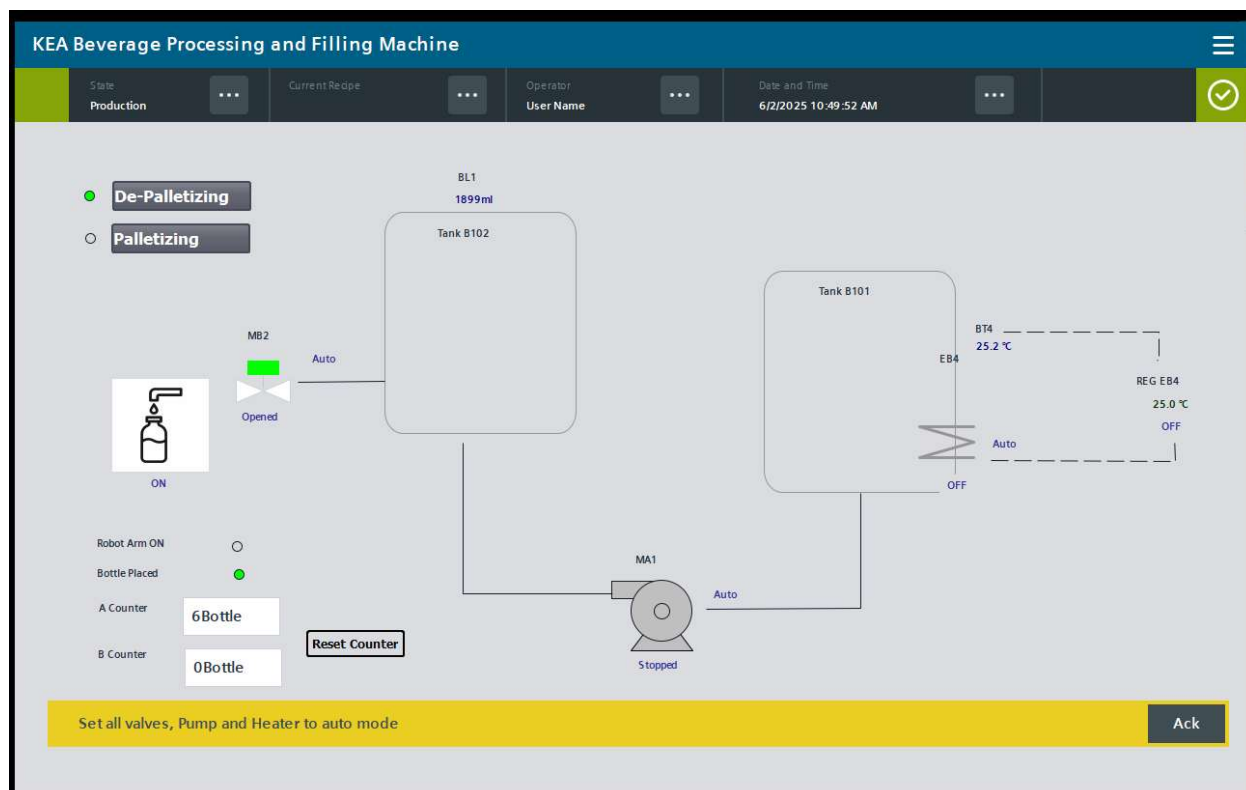 KEA Beverage Processing and Filling Machine
State
Production
...
Current Recipe
...
Operator
User Name
...
Date and Time
6/2/2025 10:49:52 AM
...
De-Palletizing
Palletizing
BL1
1899ml
Tank B102
MB2
Auto
Opened
ON
Tank B101
BT4
25.2 °C
EB4
REG EB4
25.0 °C
OFF
Auto
OFF
Robot Arm ON
Bottle Placed
A Counter
6Bottle
B Counter
0Bottle
Reset Counter
MA1
Auto
Stopped
Set all valves, Pump and Heater to auto mode
Ack